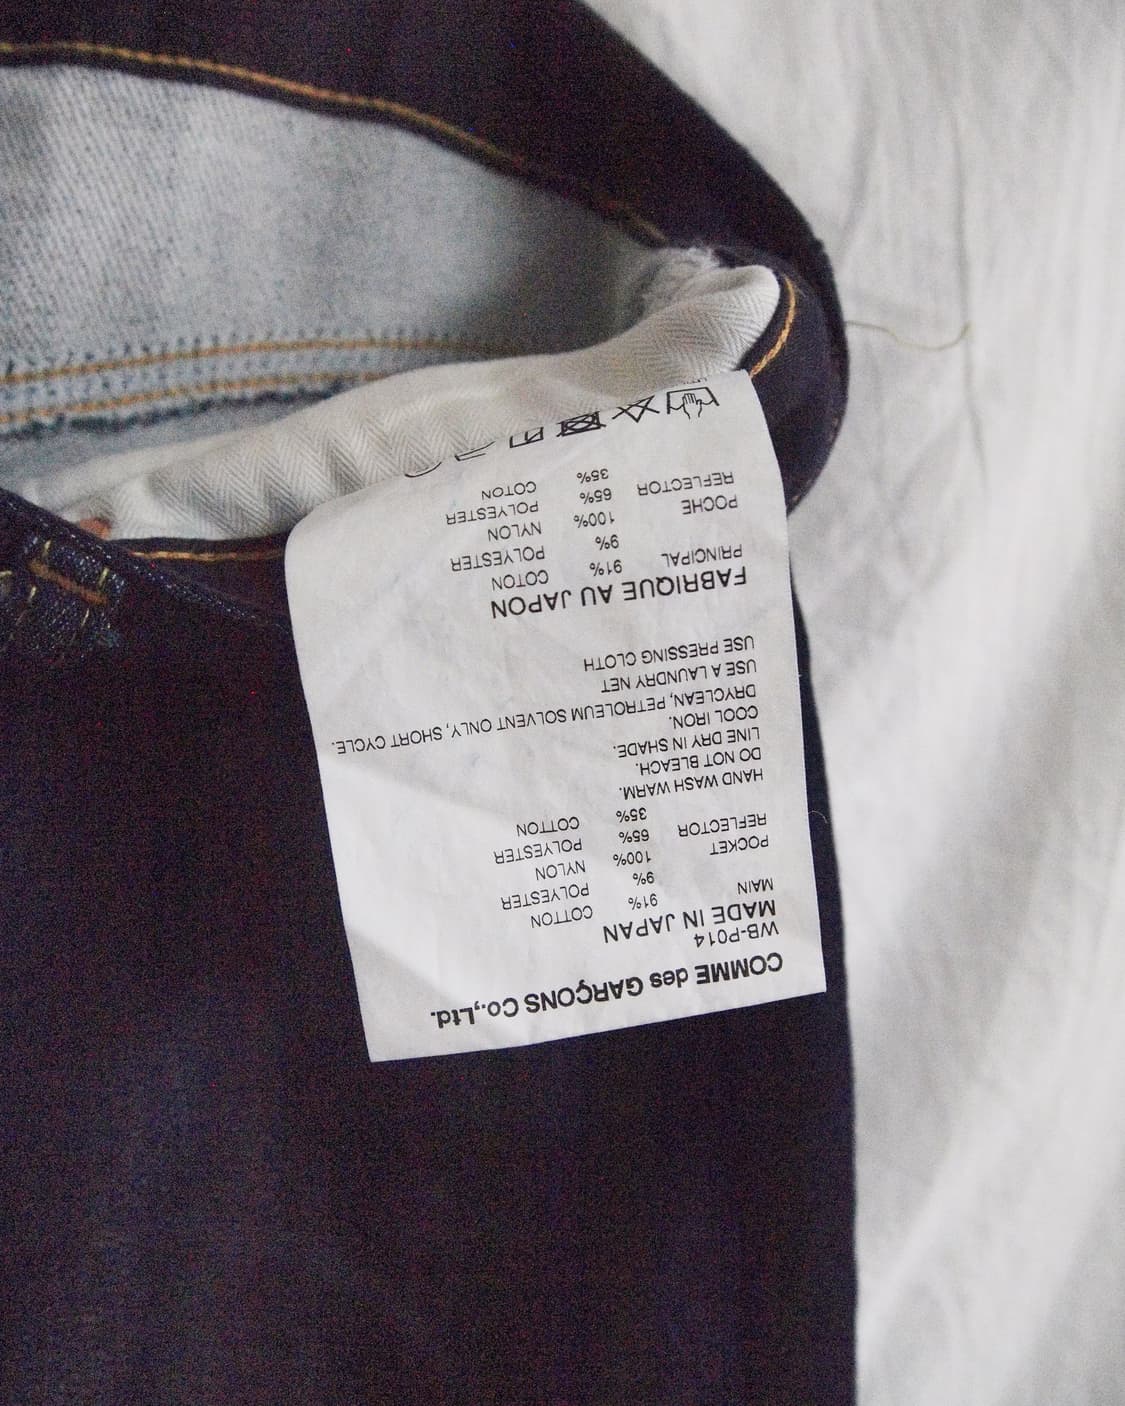 COMME des GARÇONS Co.,Ltd.
WB-P014
MADE IN JAPAN
MAIN 91% COTTON
9% POLYESTER
POCKET 100% NYLON
REFLECTOR 65% POLYESTER
35% COTTON
HAND WASH WARM.
DO NOT BLEACH.
LINE DRY IN SHADE.
COOL IRON.
DRYCLEAN, PETROLEUM SOLVENT ONLY, SHORT CYCLE.
USE A LAUNDRY NET
USE PRESSING CLOTH
FABRIQUE AU JAPON
PRINCIPAL 91% COTON
9% POLYESTER
POCHE 100% NYLON
REFLECTOR 65% POLYESTER
35% COTON